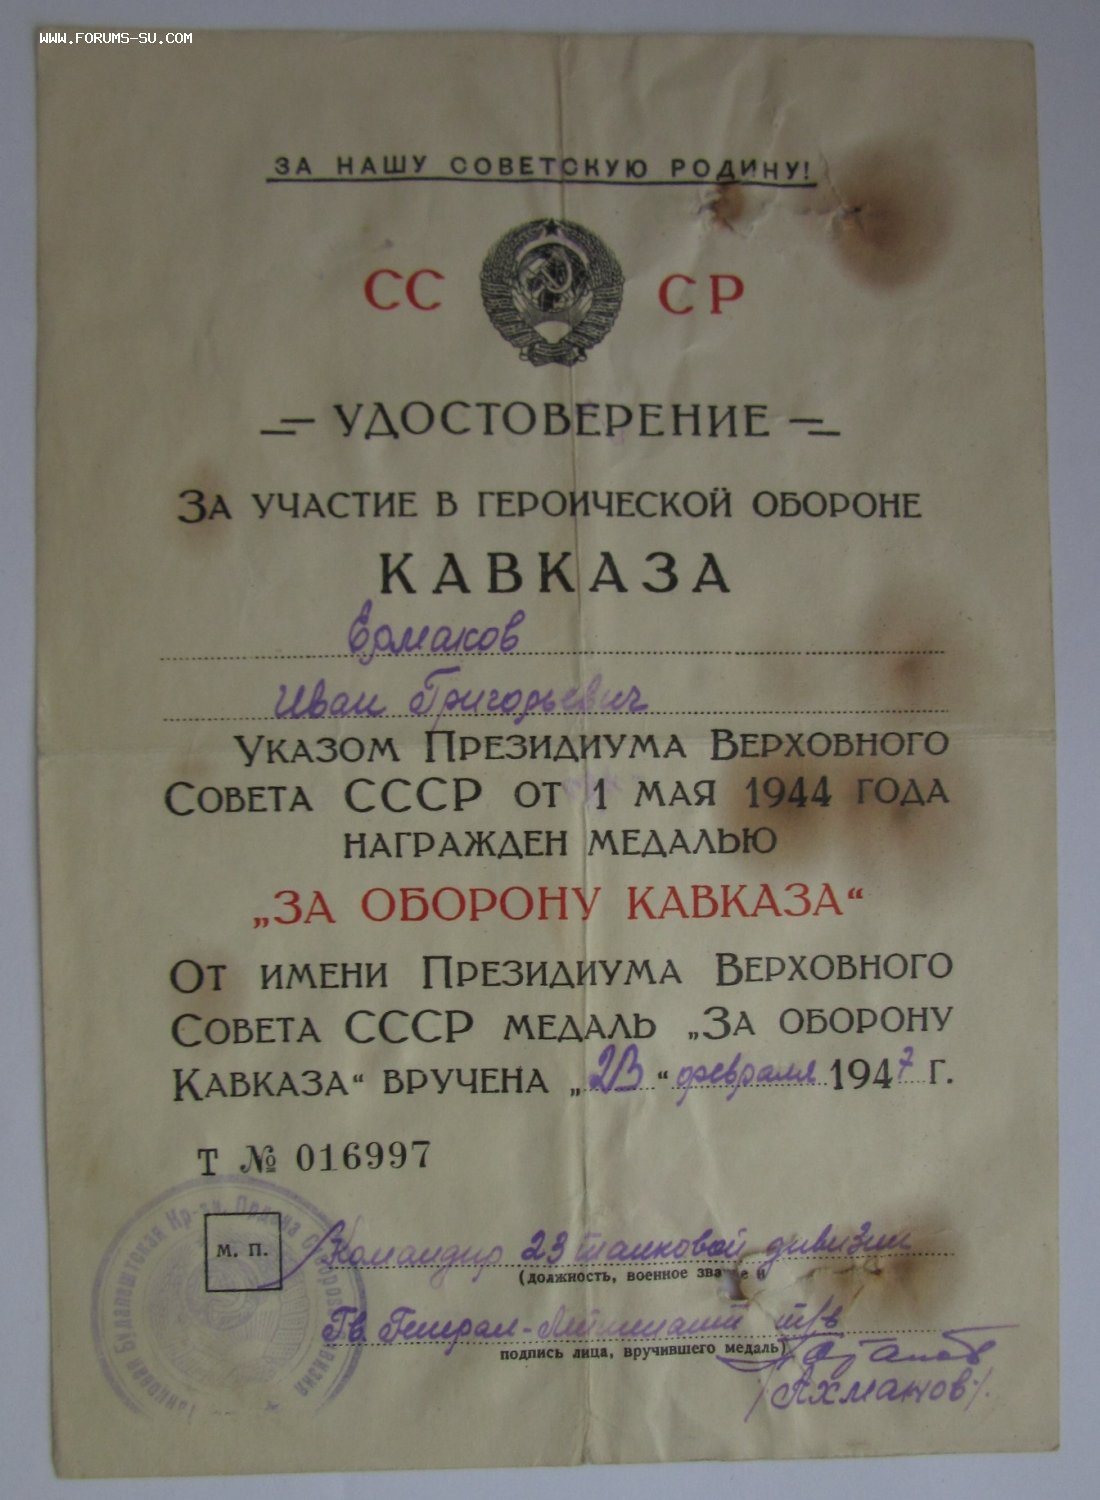 WWW.FORUMS-SU.COM
ЗА НАШУ СОВЕТСКУЮ РОДИНУ!
СС СР
УДОСТОВЕРЕНИЕ
ЗА УЧАСТИЕ В ГЕРОИЧЕСКОЙ ОБОРОНЕ
КАВКАЗА
Ермаков
Иван Григорьевич
УКАЗОМ ПРЕЗИДИУМА ВЕРХОВНОГО
СОВЕТА СССР ОТ 1 МАЯ 1944 ГОДА
НАГРАЖДЕН МЕДАЛЬЮ
„ЗА ОБОРОНУ КАВКАЗА“
ОТ ИМЕНИ ПРЕЗИДИУМА ВЕРХОВНОГО
СОВЕТА СССР МЕДАЛЬ „ЗА ОБОРОНУ
КАВКАЗА“ ВРУЧЕНА „23“ февраля 1947 Г.
Т № 016997
М. П.
Командир 23 танковой дивизии
(должность, военное звание и
Гв. Генерал-Лейтенант т/в
подпись лица, вручившего медаль)
/Ахманов/.
Будапештская Кр-зн.